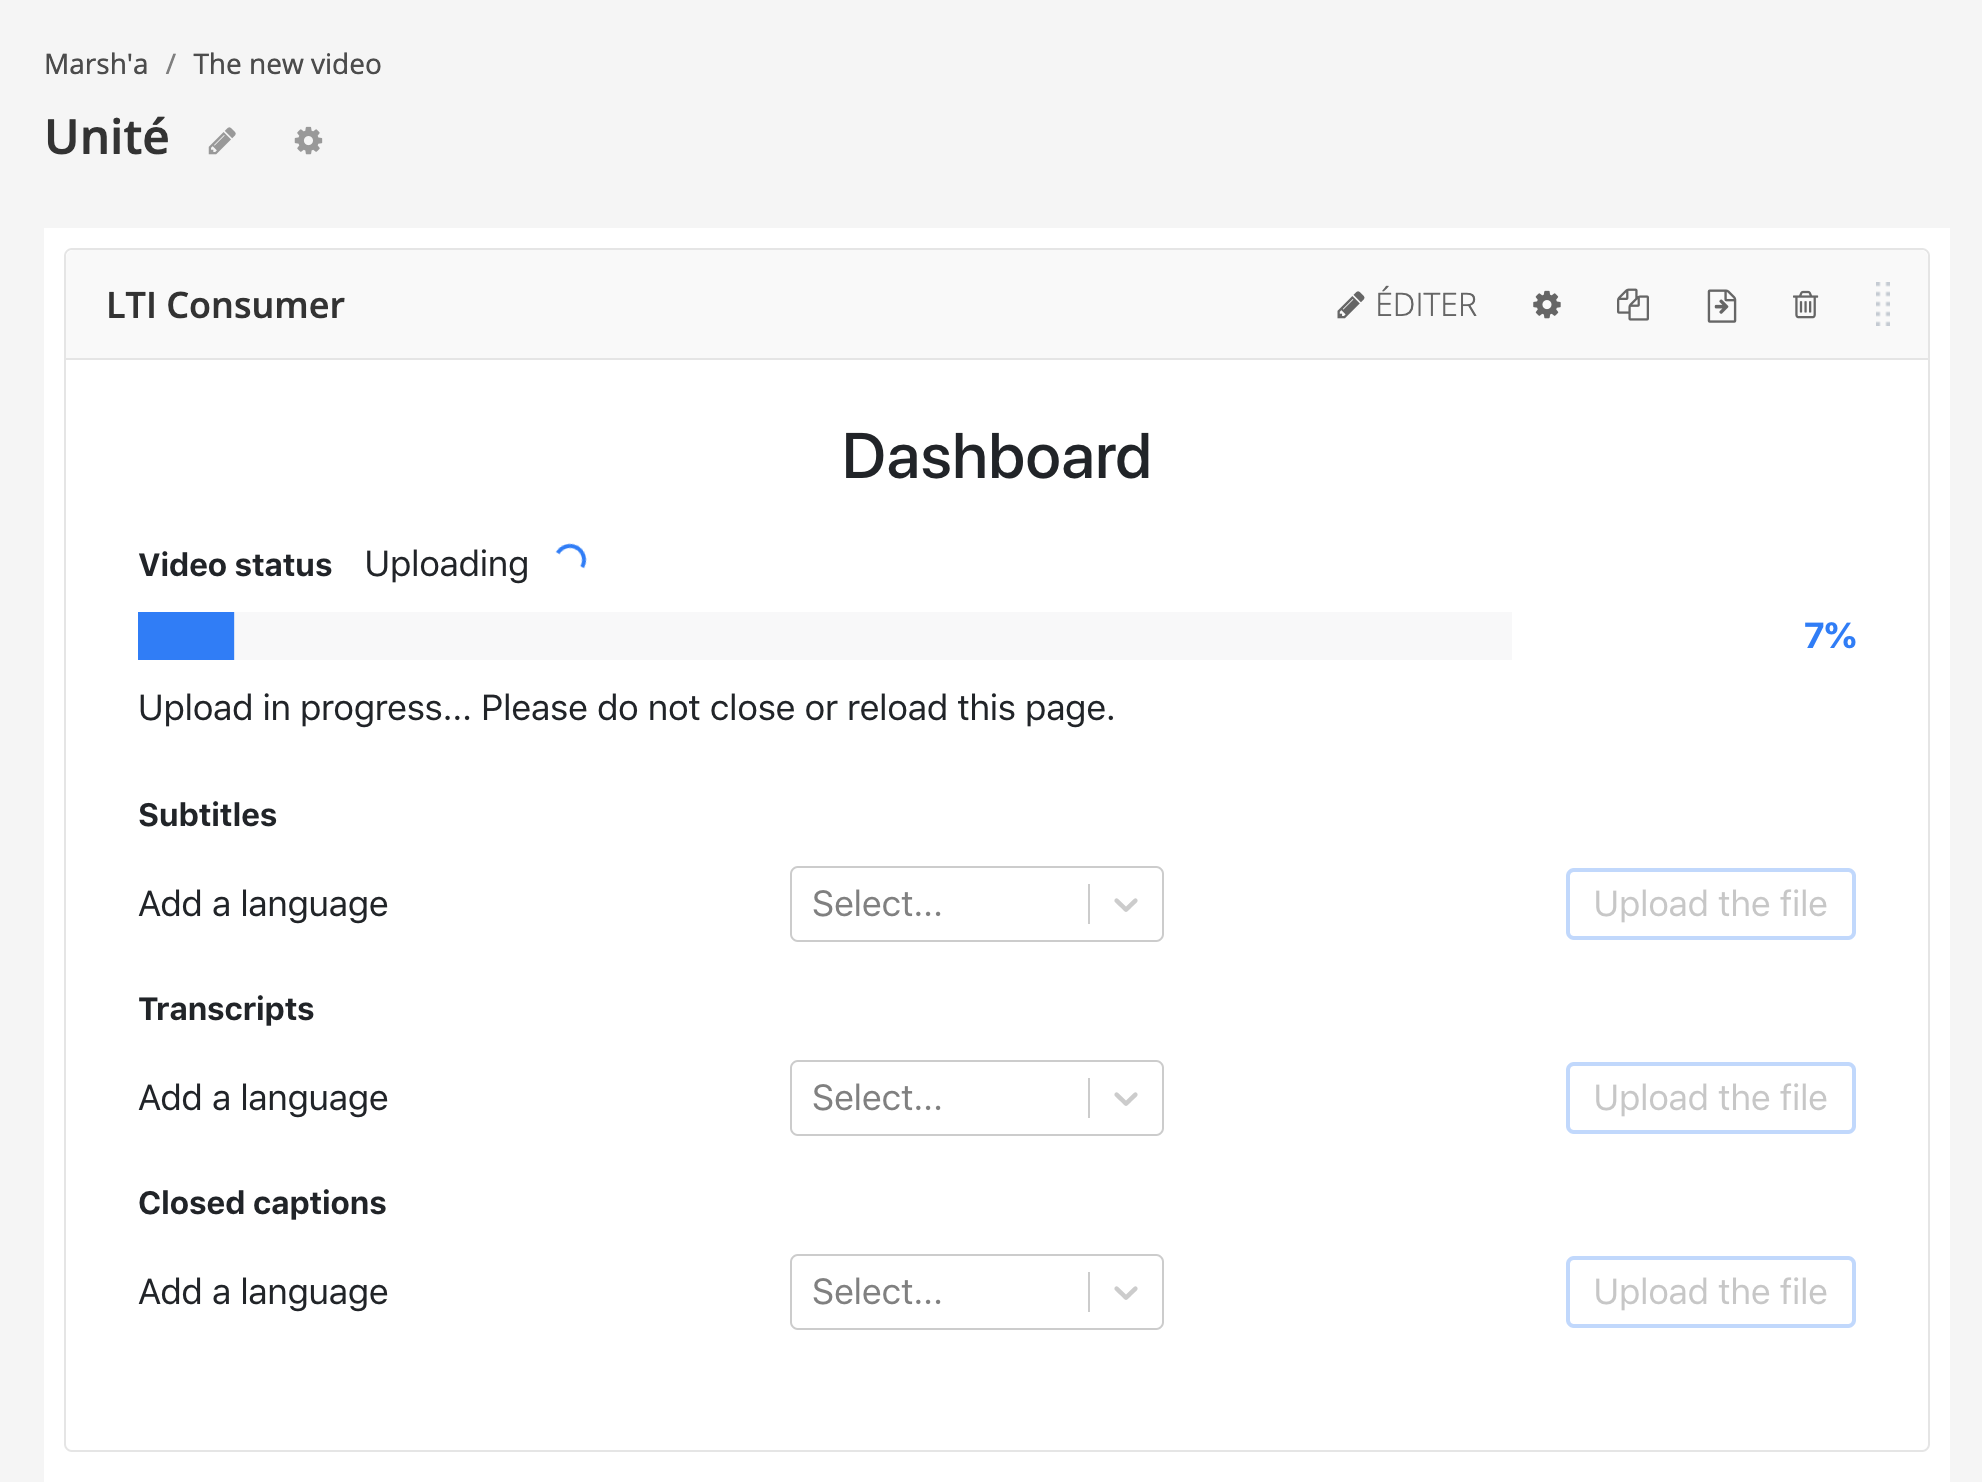 Marsh'a / The new video
Unité
LTI Consumer
ÉDITER
Dashboard
Video status Uploading
7%
Upload in progress... Please do not close or reload this page.
Subtitles
Add a language Select... Upload the file
Transcripts
Add a language Select... Upload the file
Closed captions
Add a language Select... Upload the file